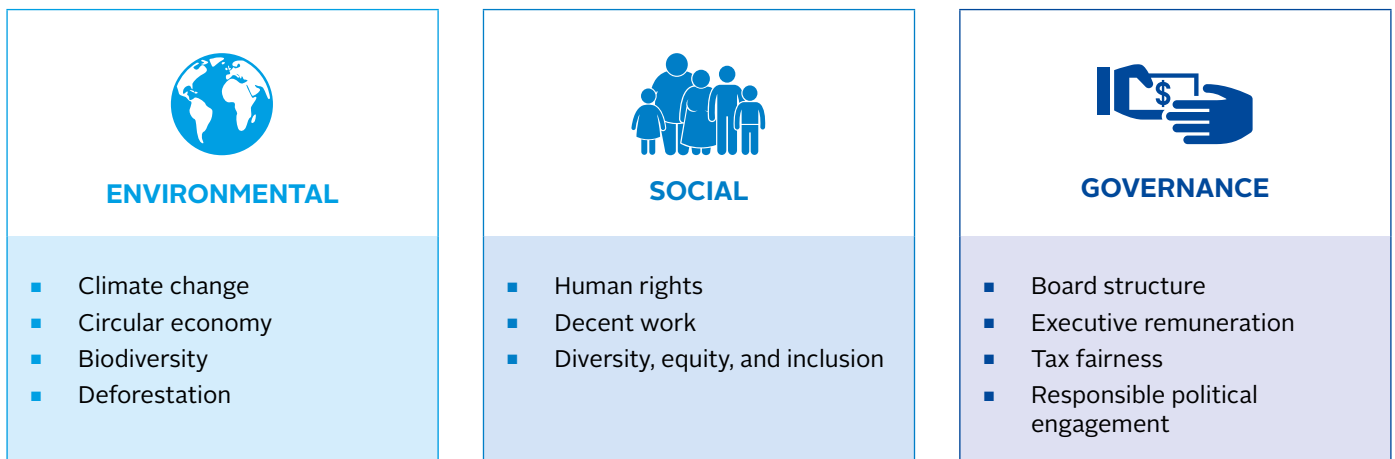 ENVIRONMENTAL
Climate change
Circular economy
Biodiversity
Deforestation
SOCIAL
Human rights
Decent work
Diversity, equity, and inclusion
$
GOVERNANCE
Board structure
Executive remuneration
Tax fairness
Responsible political
engagement